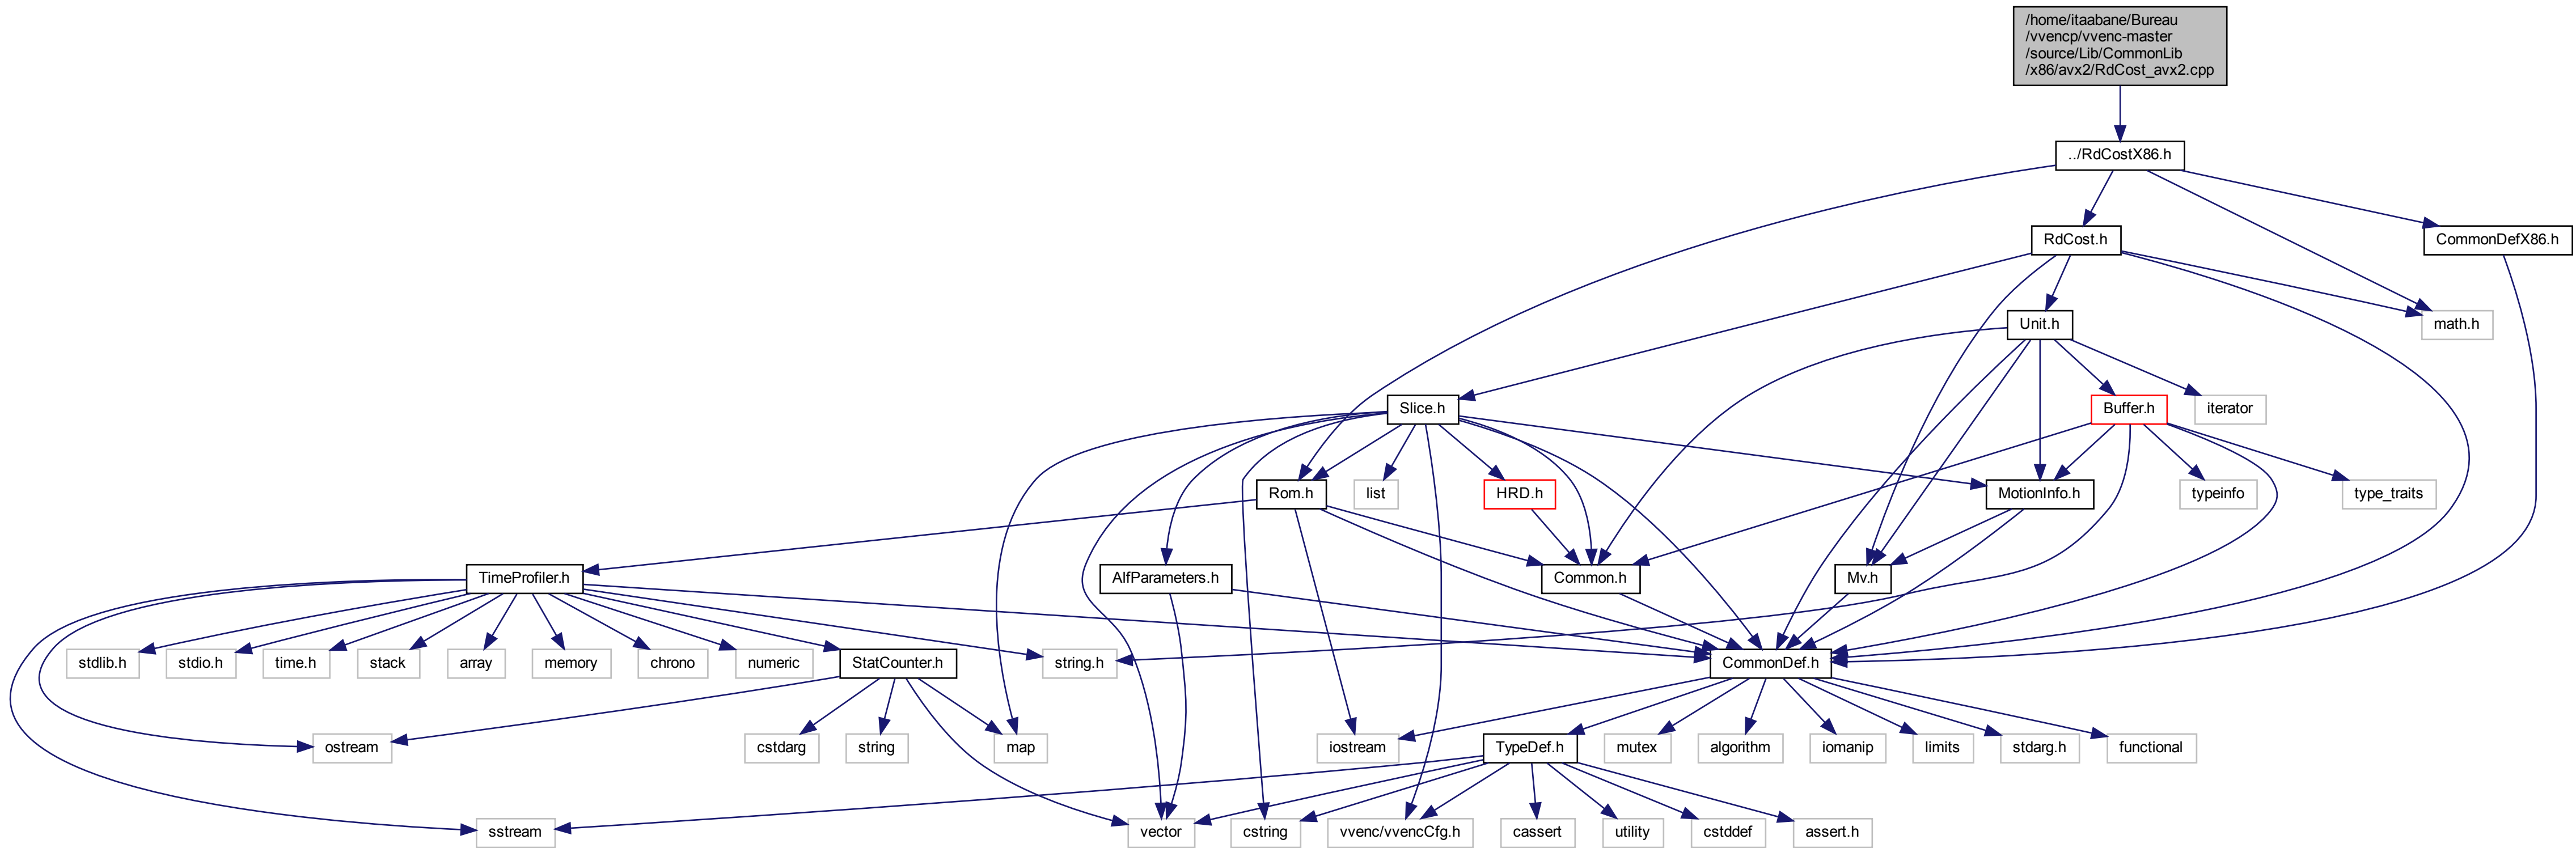 /home/itaabane/Bureau
/vvencp/vvenc-master
/source/Lib/CommonLib
/x86/avx2/RdCost_avx2.cpp
../RdCostX86.h
RdCost.h
CommonDefX86.h
Unit.h
math.h
Slice.h
Buffer.h
iterator
Rom.h
list
HRD.h
MotionInfo.h
typeinfo
type_traits
TimeProfiler.h
AlfParameters.h
Common.h
Mv.h
stdlib.h
stdio.h
time.h
stack
array
memory
chrono
numeric
StatCounter.h
string.h
CommonDef.h
ostream
cstdarg
string
map
iostream
TypeDef.h
mutex
algorithm
iomanip
limits
stdarg.h
functional
sstream
vector
cstring
vvenc/vvencCfg.h
cassert
utility
cstddef
assert.h